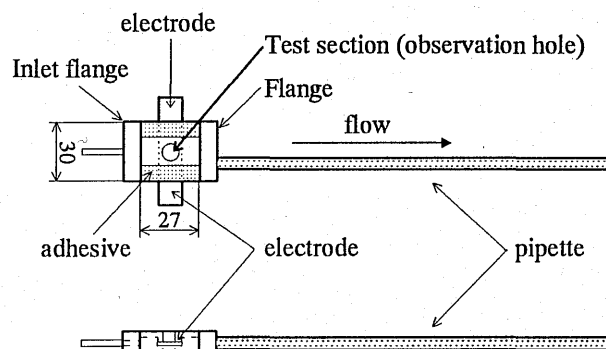 electrode
Test section (observation hole)
Inlet flange
Flange
flow
30
27
adhesive
electrode
pipette